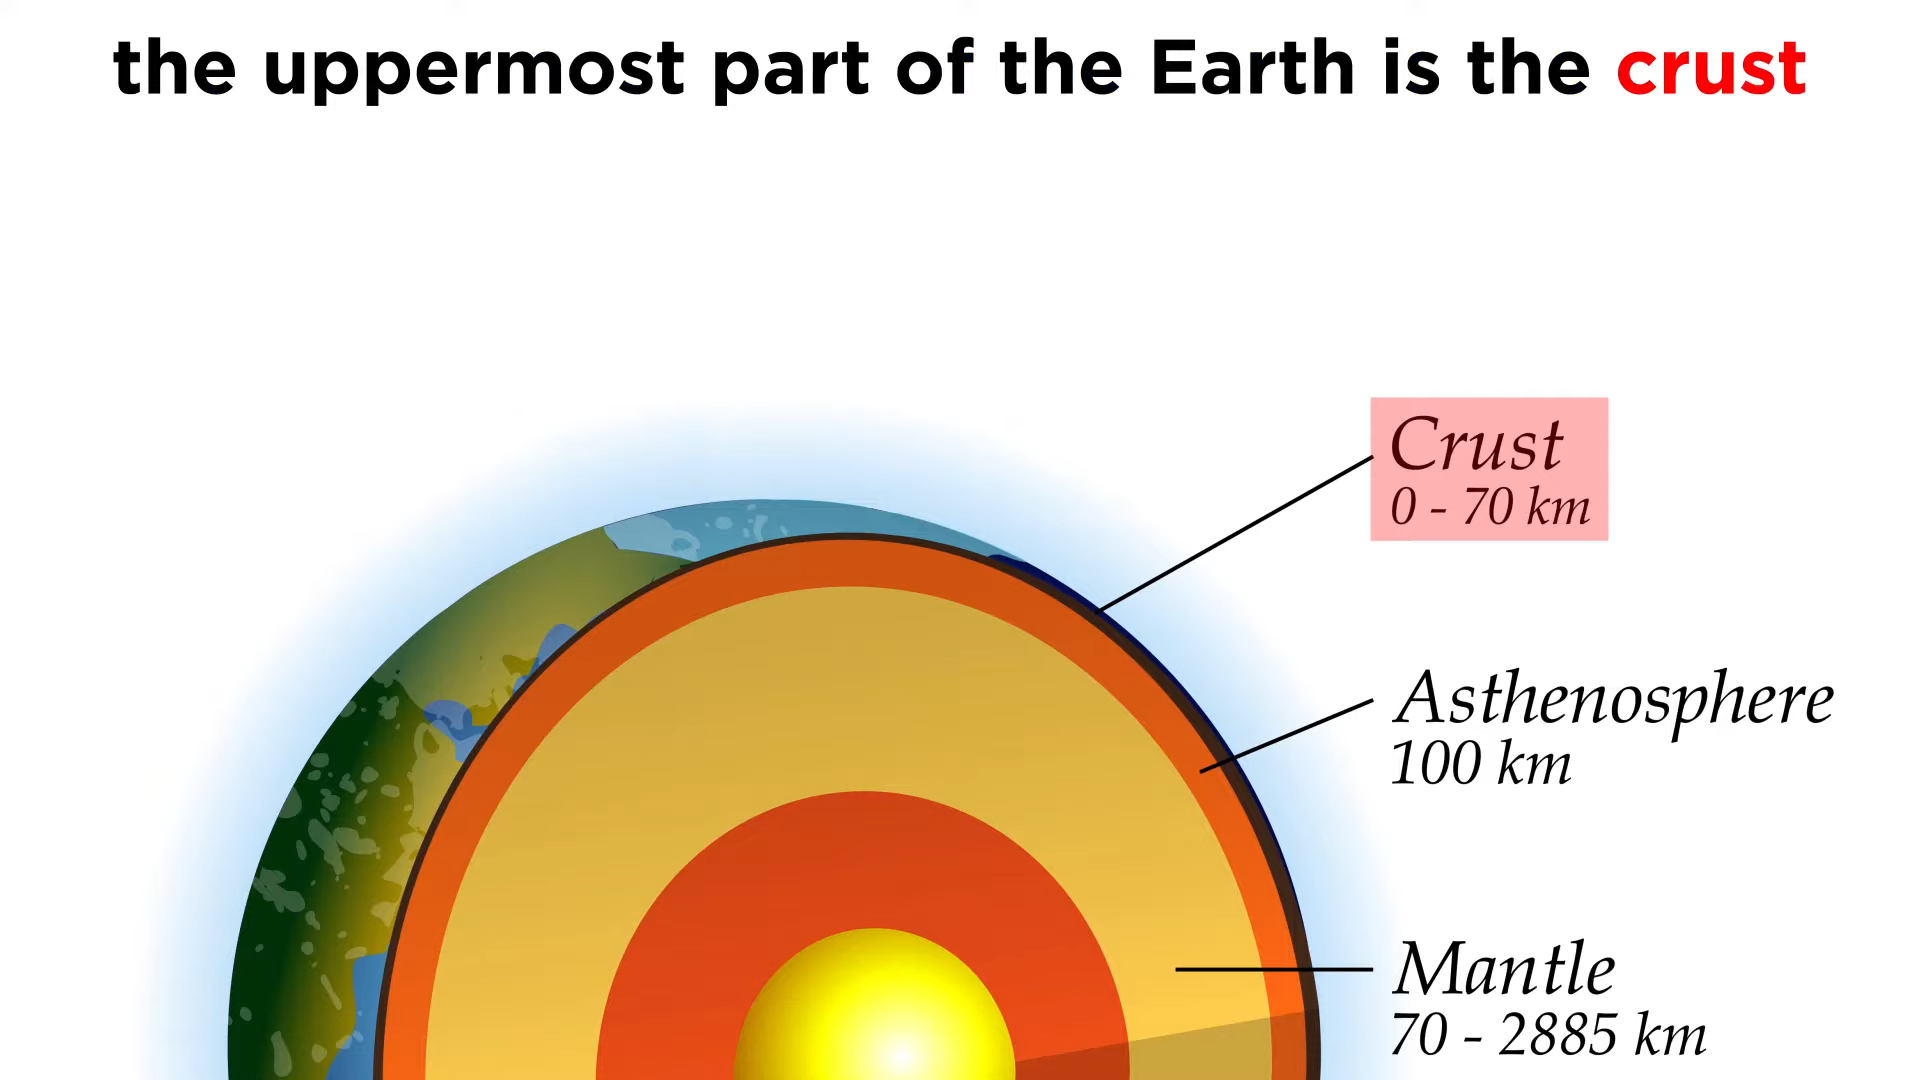 the uppermost part of the Earth is the crust
Crust
0 - 70 km
Asthenosphere
100 km
Mantle
70 - 2885 km